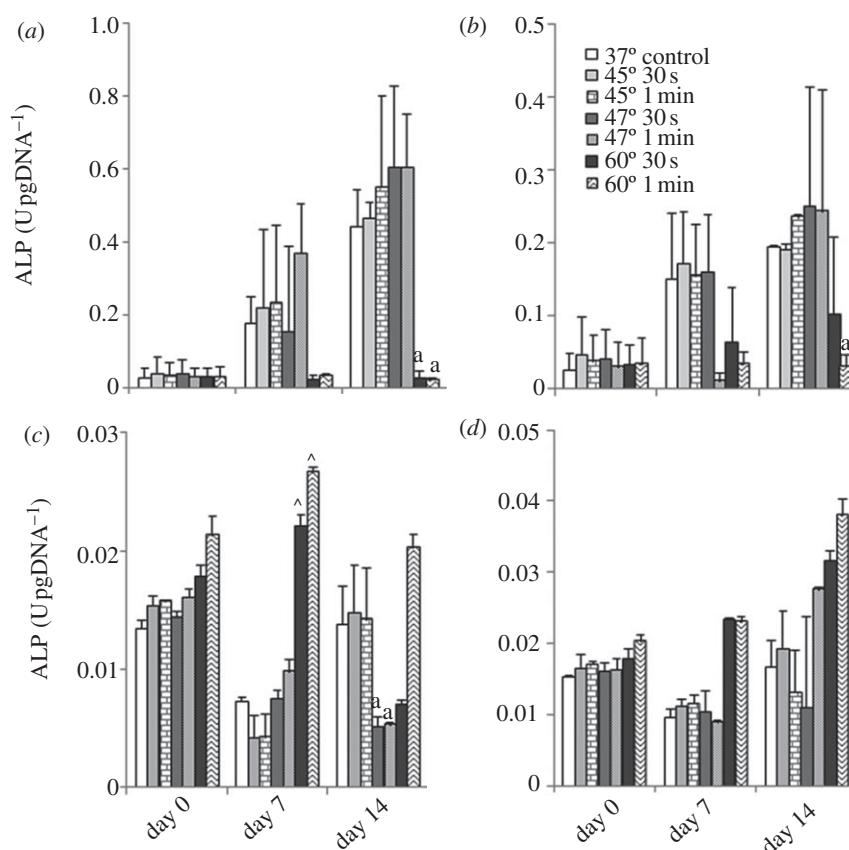 (a)
1.0
0.8
0.6
0.4
0.2
0
ALP (UpgDNA⁻¹)
a
a
(b)
0.5
0.4
0.3
0.2
0.1
0
37º control
45º 30 s
45º 1 min
47º 30 s
47º 1 min
60º 30 s
60º 1 min
a
(c)
0.03
0.02
0.01
0
ALP (UpgDNA⁻¹)
^
^
a
a
day 0
day 7
day 14
(d)
0.05
0.04
0.03
0.02
0.01
0
day 0
day 7
day 14